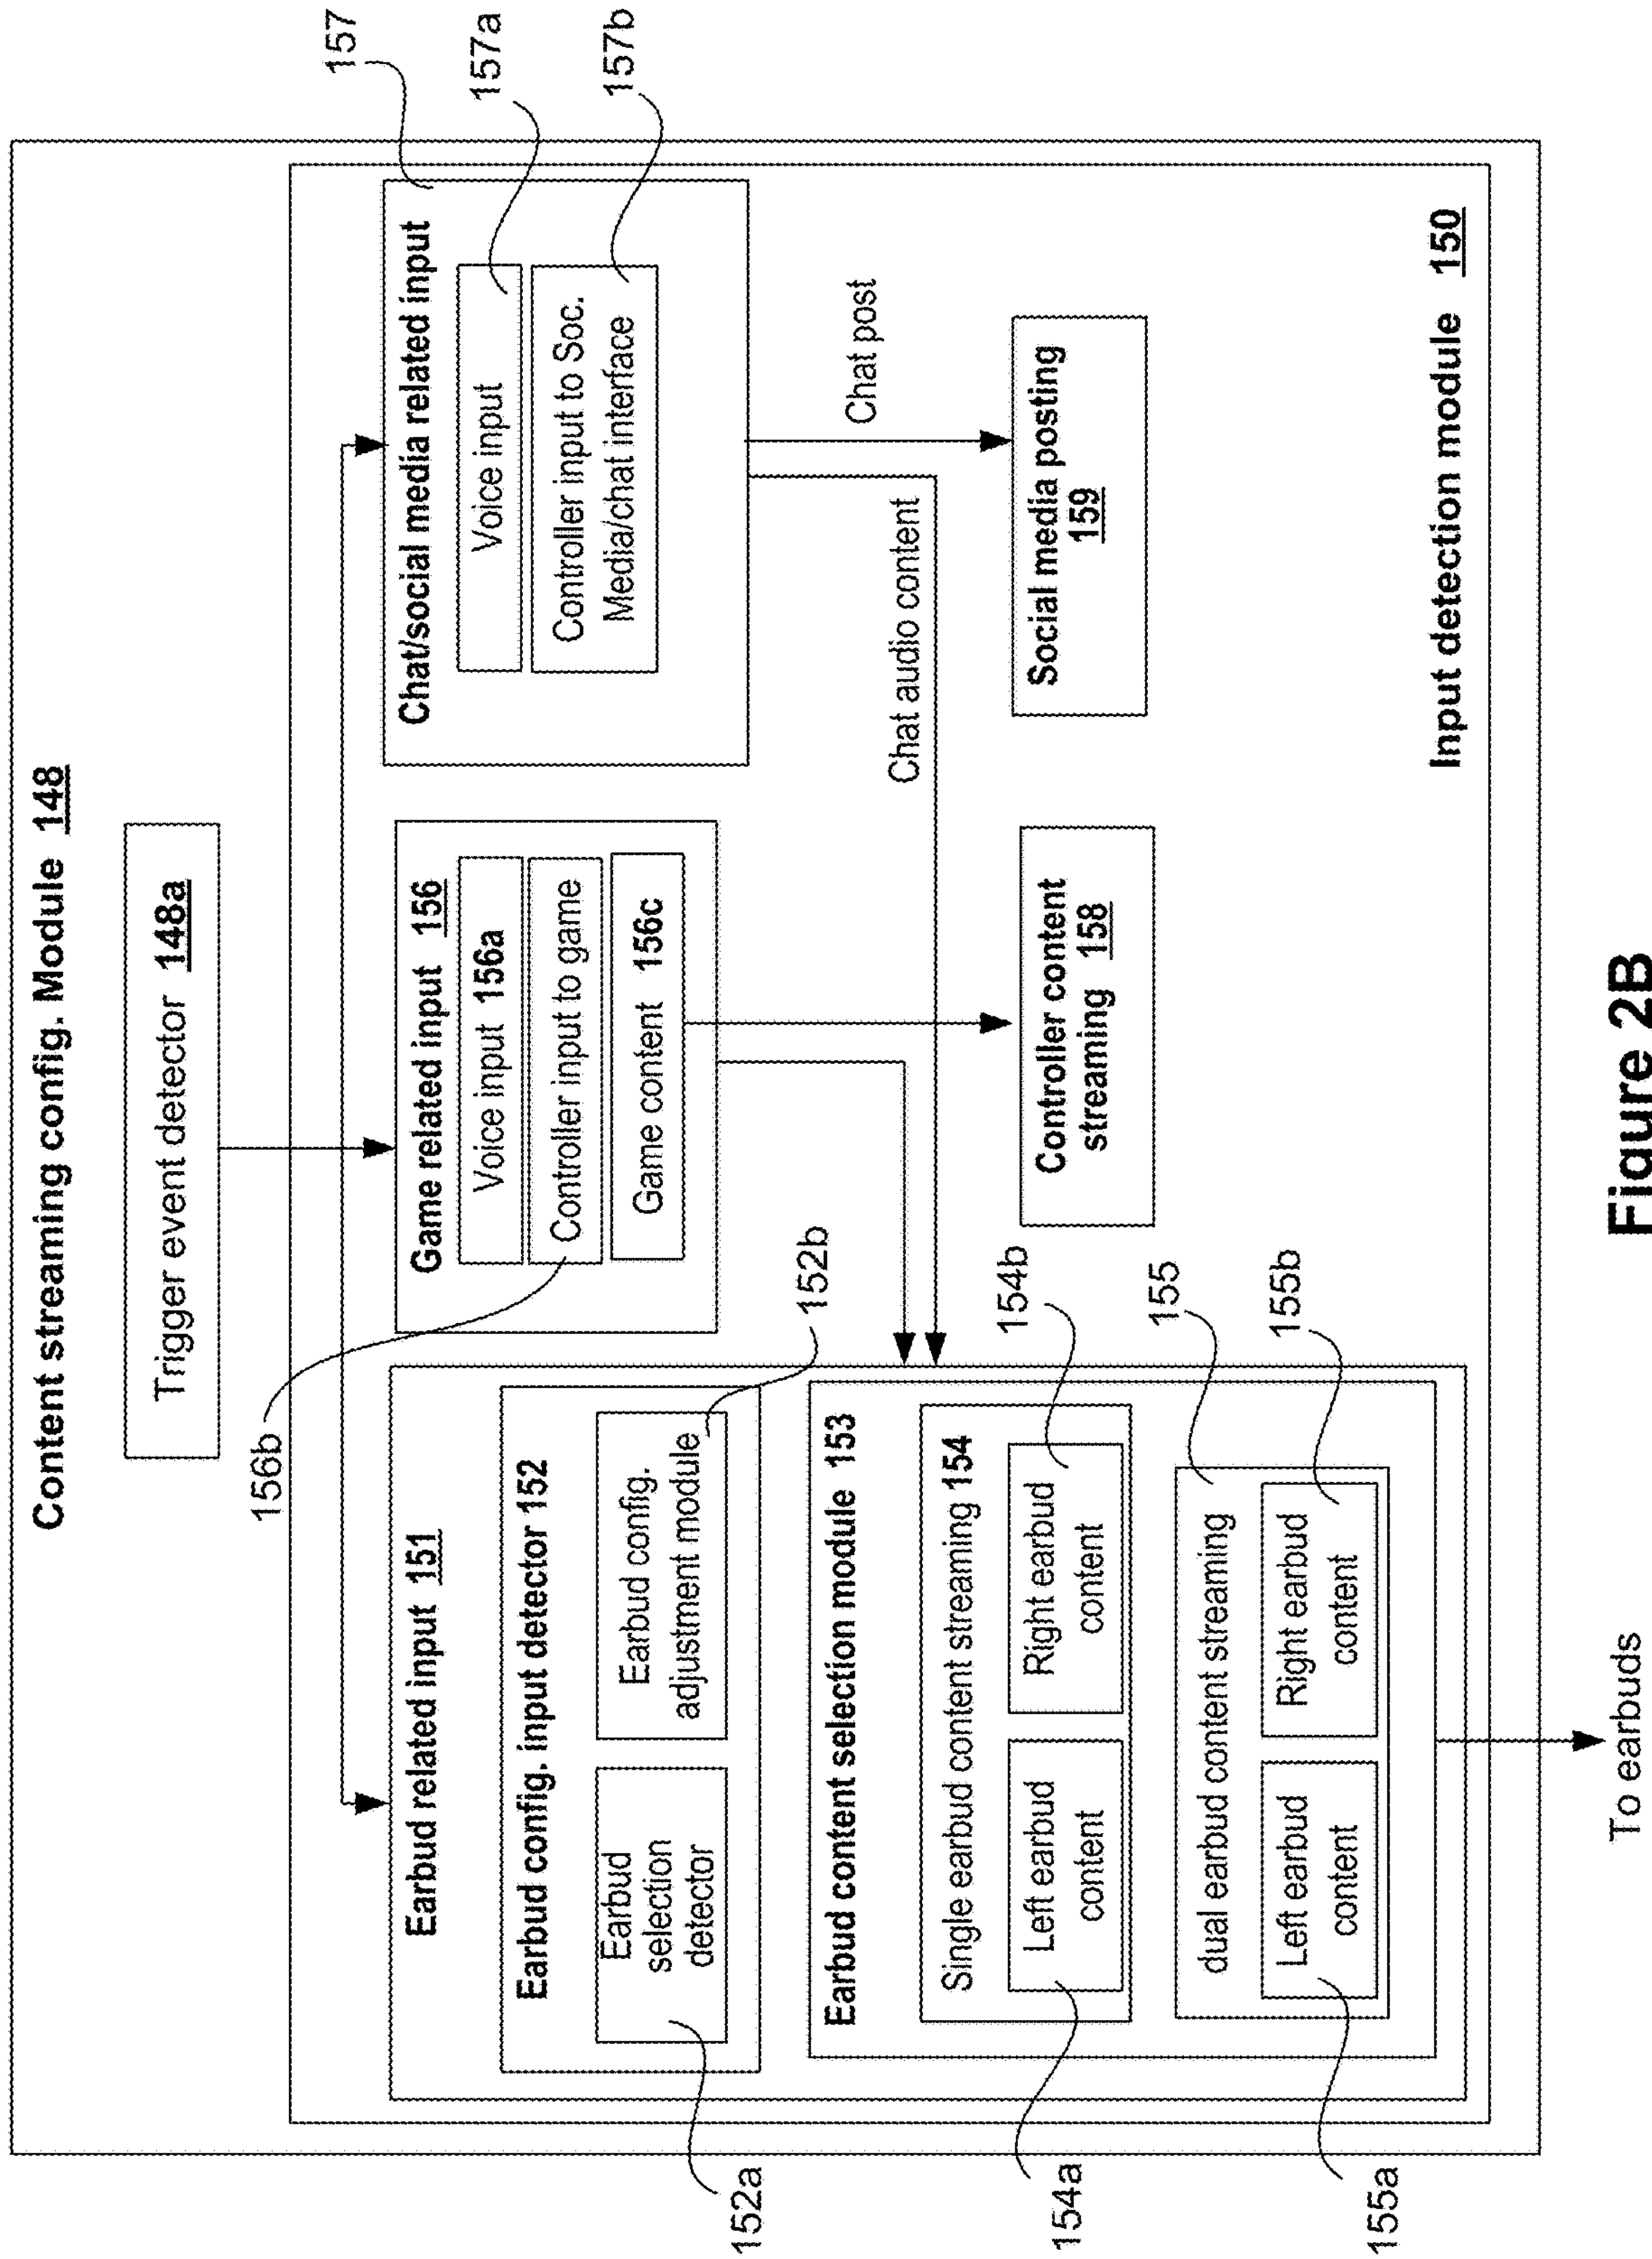 Content streaming config. Module 148
Trigger event detector 148a
156b
Earbud related input 151
Earbud config. input detector 152
Earbud
selection
detector
152a
Earbud config.
adjustment module
152b
Earbud content selection module 153
Single earbud content streaming 154
Left earbud
content
154a
Right earbud
content
154b
dual earbud content streaming
155
Left earbud
content
155a
Right earbud
content
155b
To earbuds
Game related input 156
Voice input 156a
Controller input to game
Game content 156c
Controller content
streaming 158
157
Chat/social media related input
Voice input
157a
Controller input to Soc.
Media/chat interface
157b
Chat audio content
Chat post
Social media posting
159
Input detection module 150
Figure 2B